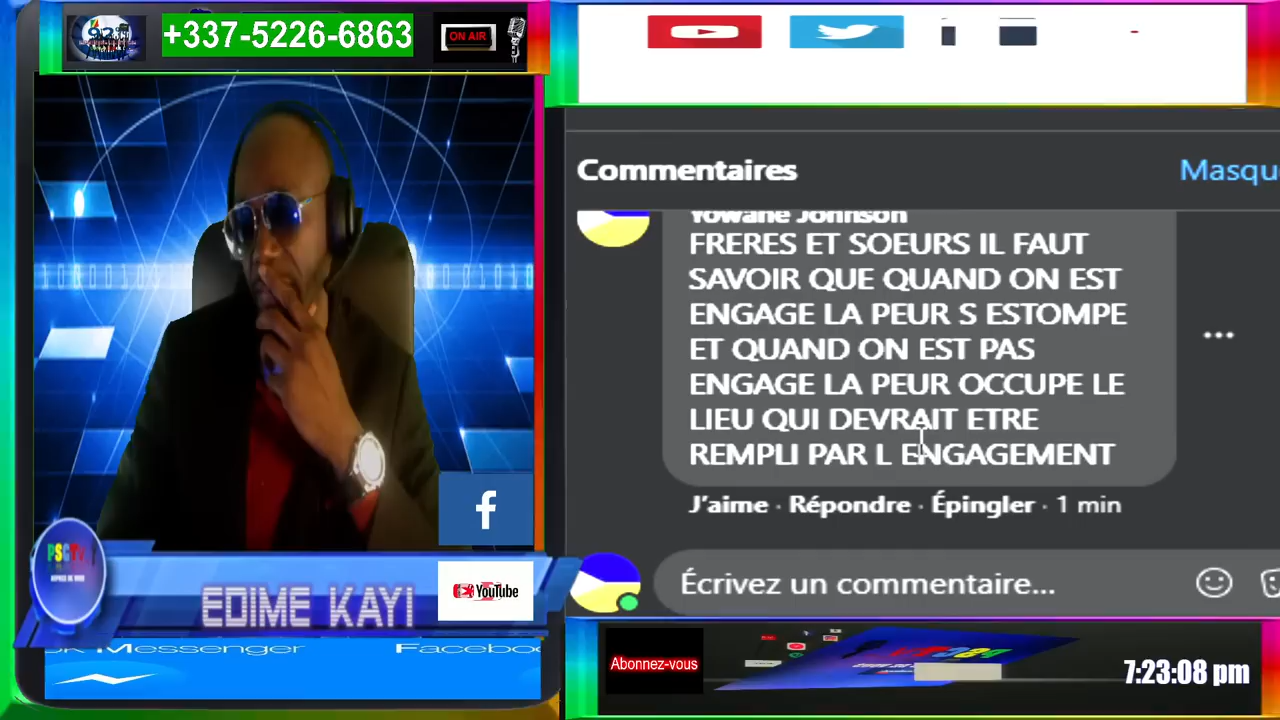 +337-5226-6863
ON AIR
Commentaires
Masqu
Yowane Johnson
FRERES ET SOEURS IL FAUT
SAVOIR QUE QUAND ON EST
ENGAGE LA PEUR S ESTOMPE
ET QUAND ON EST PAS
ENGAGE LA PEUR OCCUPE LE
LIEU QUI DEVRAIT ETRE
REMPLI PAR L ENGAGEMENT
J'aime · Répondre · Épingler · 1 min
Écrivez un commentaire...
PSGTV
EDIME KAYI
YouTube
Messenger
Facebo
Abonnez-vous
7:23:08 pm